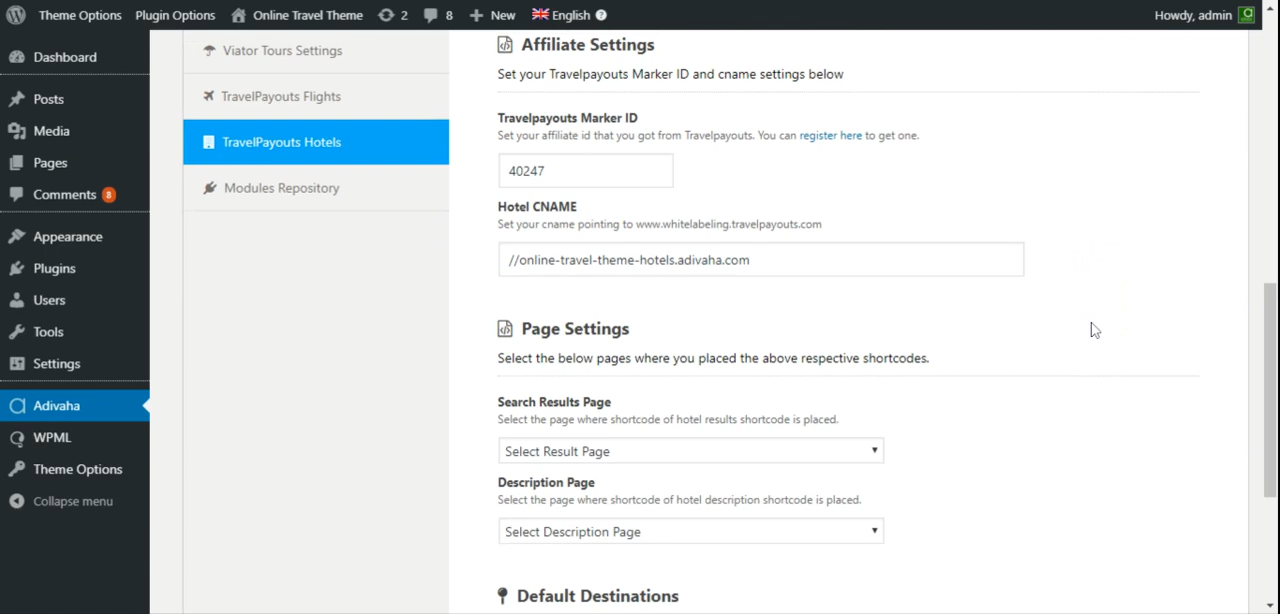 Theme Options Plugin Options Online Travel Theme 2 8 New English Howdy, admin
Dashboard
Posts
Media
Pages
Comments 8
Appearance
Plugins
Users
Tools
Settings
Adivaha
WPML
Theme Options
Collapse menu
Viator Tours Settings
TravelPayouts Flights
TravelPayouts Hotels
Modules Repository
Affiliate Settings
Set your Travelpayouts Marker ID and cname settings below
Travelpayouts Marker ID
Set your affiliate id that you got from Travelpayouts. You can register here to get one.
40247
Hotel CNAME
Set your cname pointing to www.whitelabeling.travelpayouts.com
//online-travel-theme-hotels.adivaha.com
Page Settings
Select the below pages where you placed the above respective shortcodes.
Search Results Page
Select the page where shortcode of hotel results shortcode is placed.
Select Result Page
Description Page
Select the page where shortcode of hotel description shortcode is placed.
Select Description Page
Default Destinations